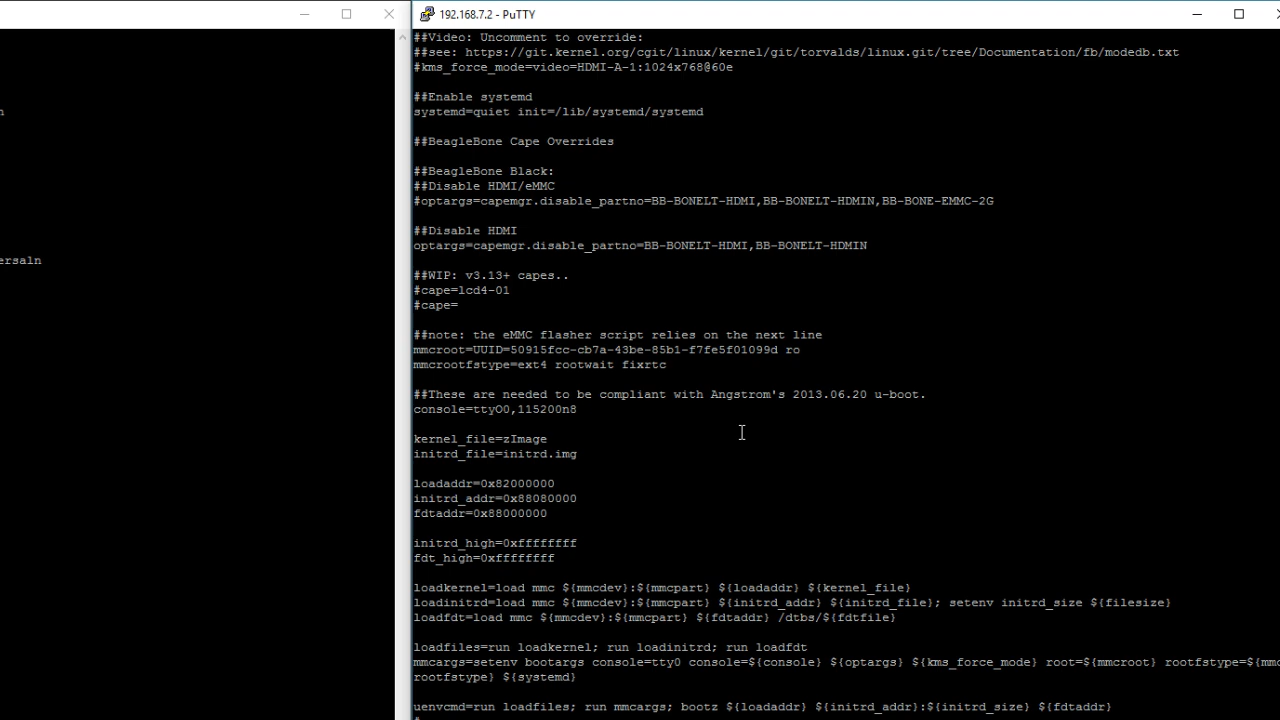 192.168.7.2 - PuTTY
n
ersaln
##Video: Uncomment to override:
##see: https://git.kernel.org/cgit/linux/kernel/git/torvalds/linux.git/tree/Documentation/fb/modedb.txt
#kms_force_mode=video=HDMI-A-1:1024x768@60e
##Enable systemd
systemd=quiet init=/lib/systemd/systemd
##BeagleBone Cape Overrides
##BeagleBone Black:
##Disable HDMI/eMMC
#optargs=capemgr.disable_partno=BB-BONELT-HDMI,BB-BONELT-HDMIN,BB-BONE-EMMC-2G
##Disable HDMI
optargs=capemgr.disable_partno=BB-BONELT-HDMI,BB-BONELT-HDMIN
##WIP: v3.13+ capes..
#cape=lcd4-01
#cape=
##note: the eMMC flasher script relies on the next line
mmcroot=UUID=50915fcc-cb7a-43be-85b1-f7fe5f01099d ro
mmcrootfstype=ext4 rootwait fixrtc
##These are needed to be compliant with Angstrom's 2013.06.20 u-boot.
console=ttyO0,115200n8
kernel_file=zImage
initrd_file=initrd.img
loadaddr=0x82000000
initrd_addr=0x88080000
fdtaddr=0x88000000
initrd_high=0xffffffff
fdt_high=0xffffffff
loadkernel=load mmc ${mmcdev}:${mmcpart} ${loadaddr} ${kernel_file}
loadinitrd=load mmc ${mmcdev}:${mmcpart} ${initrd_addr} ${initrd_file}; setenv initrd_size ${filesize}
loadfdt=load mmc ${mmcdev}:${mmcpart} ${fdtaddr} /dtbs/${fdtfile}
loadfiles=run loadkernel; run loadinitrd; run loadfdt
mmcargs=setenv bootargs console=tty0 console=${console} ${optargs} ${kms_force_mode} root=${mmcroot} rootfstype=${mmc
rootfstype} ${systemd}
uenvcmd=run loadfiles; run mmcargs; bootz ${loadaddr} ${initrd_addr}:${initrd_size} ${fdtaddr}
#